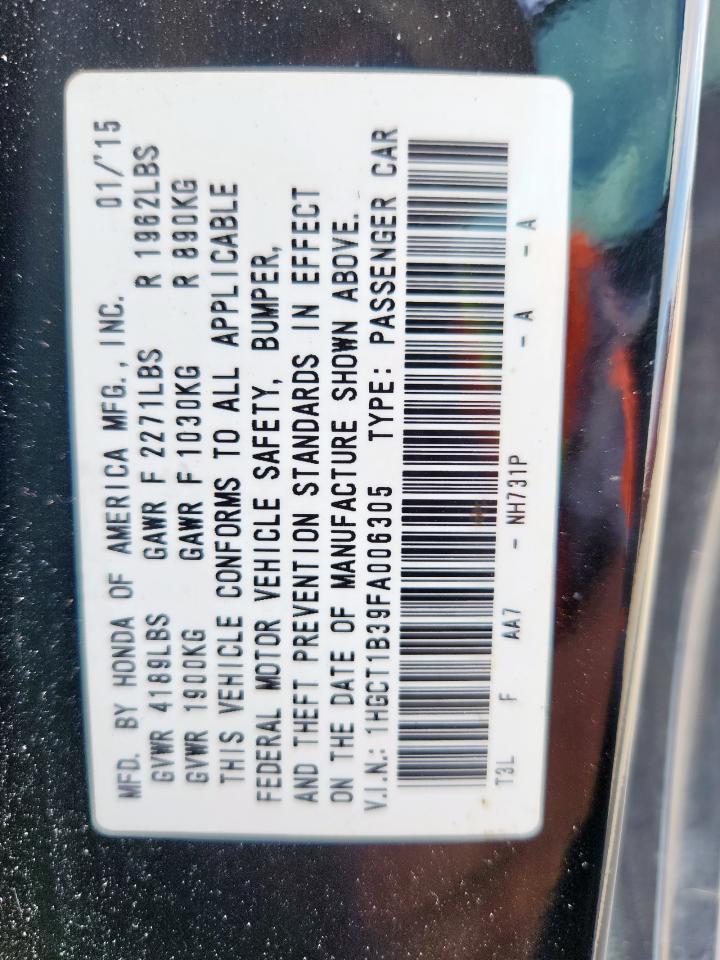 MFD. BY HONDA OF AMERICA MFG., INC. 01/'15
GVWR 4189LBS GAWR F 2271LBS R 1962LBS
GVWR 1900KG GAWR F 1030KG R 890KG
THIS VEHICLE CONFORMS TO ALL APPLICABLE
FEDERAL MOTOR VEHICLE SAFETY, BUMPER,
AND THEFT PREVENTION STANDARDS IN EFFECT
ON THE DATE OF MANUFACTURE SHOWN ABOVE.
V.I.N.: 1HGCT1B39FA006305 TYPE: PASSENGER CAR
T3L F AA7 - NH731P - A - A